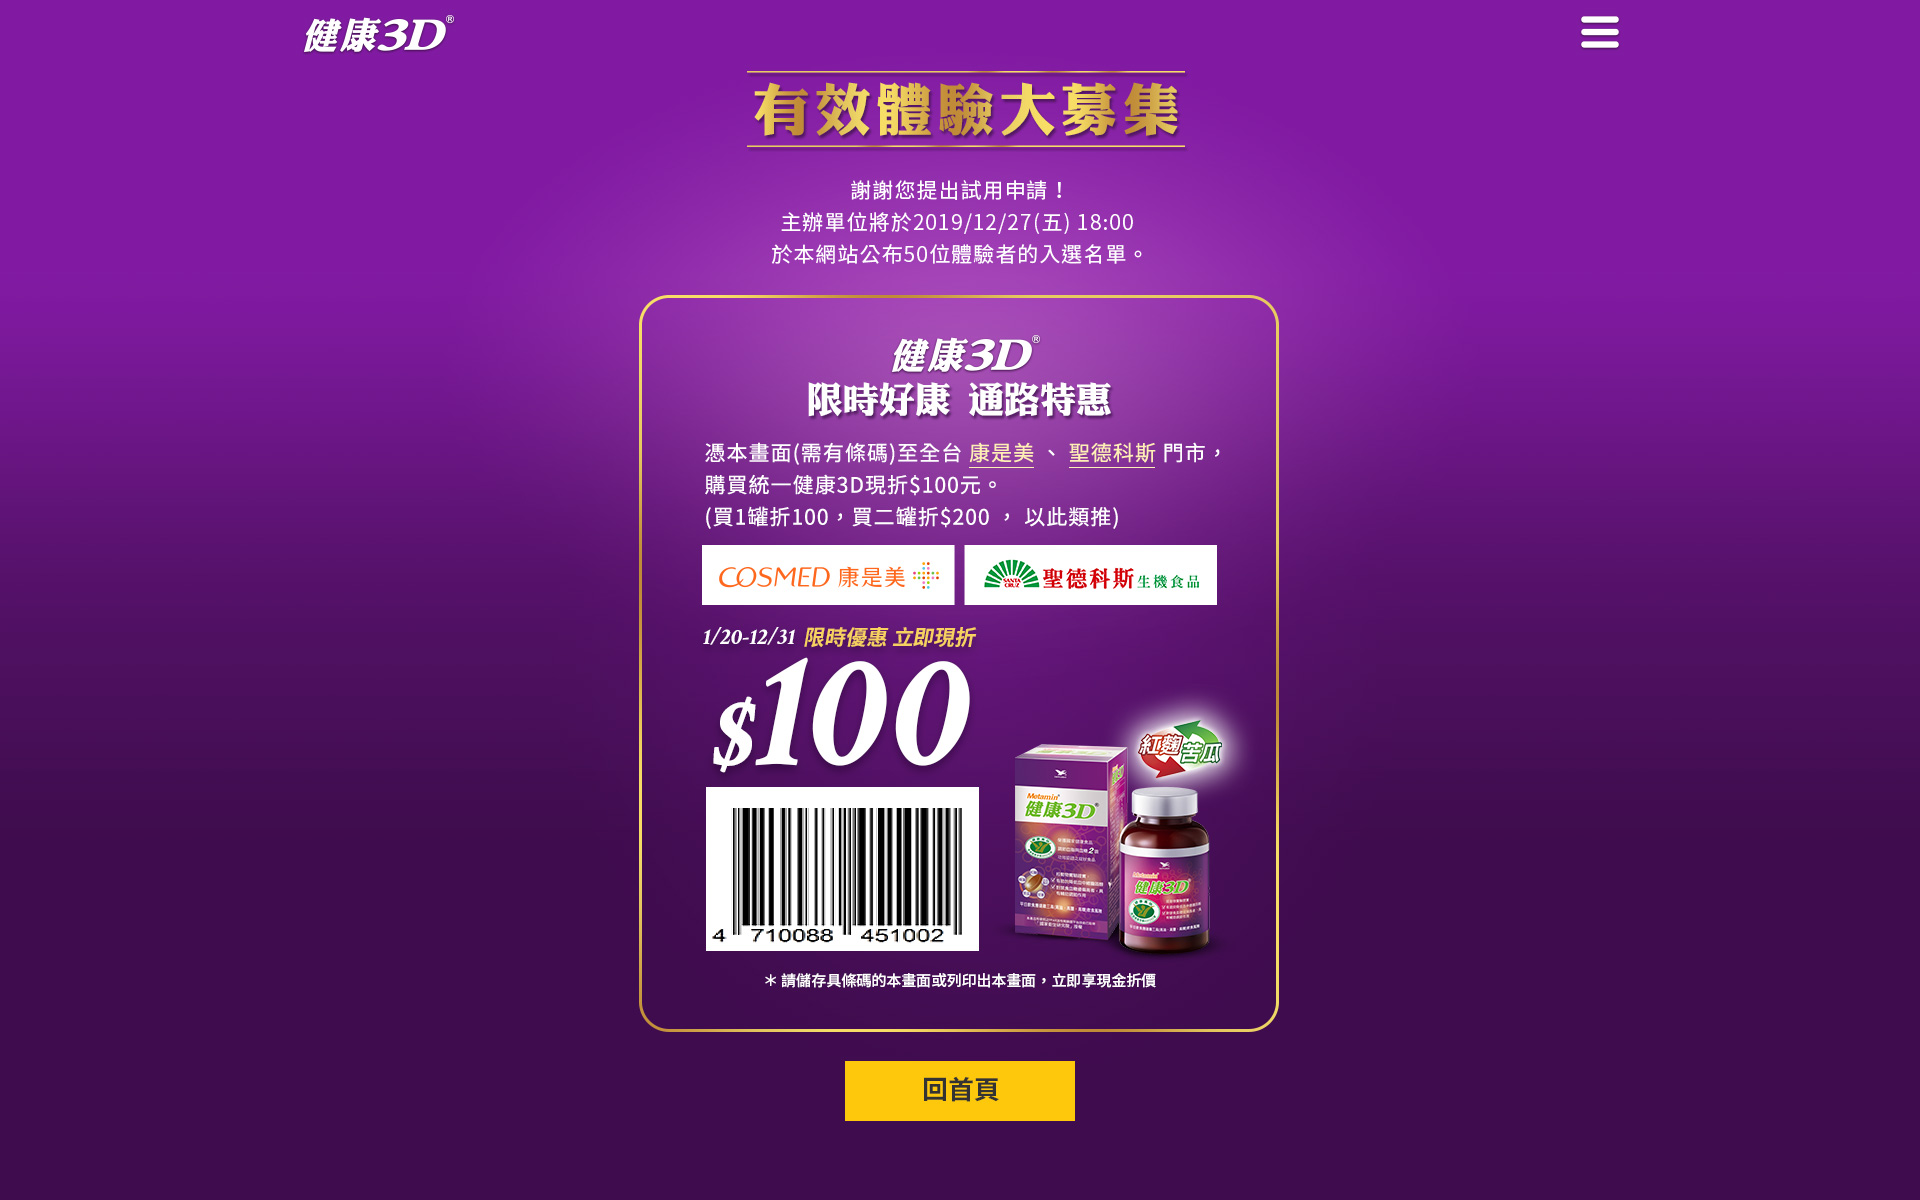 健康3D®
有效體驗大募集
謝謝您提出試用申請！
主辦單位將於2019/12/27(五) 18:00
於本網站公布50位體驗者的入選名單。
健康3D®
限時好康 通路特惠
憑本畫面(需有條碼)至全台 康是美 、 聖德科斯 門市，
購買統一健康3D現折$100元。
(買1罐折100，買二罐折$200 ， 以此類推)
COSMED 康是美
SANTA CRUZ 聖德科斯 生機食品
1/20-12/31 限時優惠 立即現折
$100
紅麴 苦瓜
Metamin®
健康3D®
Metamin®
健康3D®
4 710088 451002
＊請儲存具條碼的本畫面或列印出本畫面，立即享現金折價
回首頁